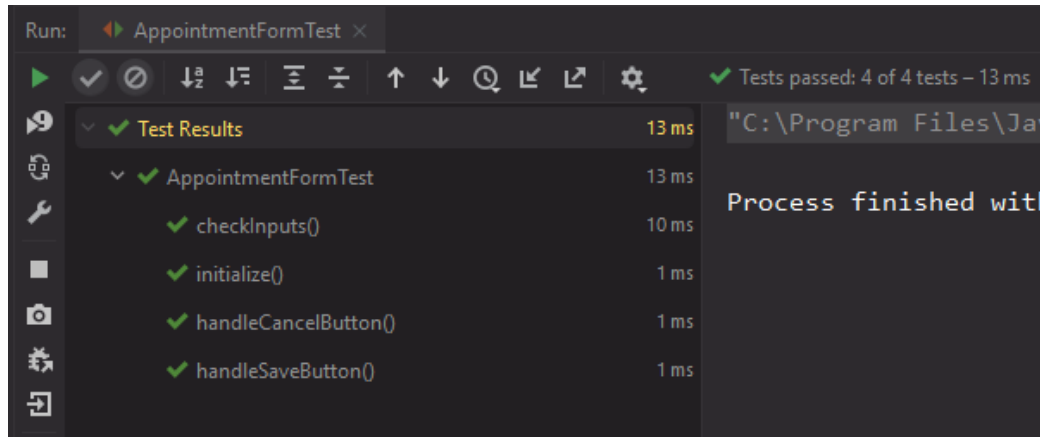 Run: AppointmentFormTest
Tests passed: 4 of 4 tests – 13 ms
Test Results 13 ms
"C:\Program Files\Ja
AppointmentFormTest 13 ms
Process finished wit
checkInputs() 10 ms
initialize() 1 ms
handleCancelButton() 1 ms
handleSaveButton() 1 ms